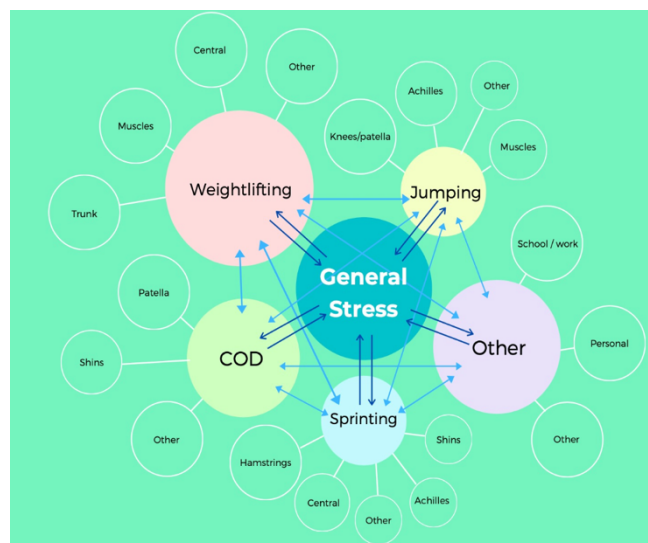 Central
Other
Muscles
Weightlifting
Trunk
Achilles
Other
Knees/patella
Muscles
Jumping
General
Stress
School / work
Other
Personal
Other
Patella
Shins
COD
Other
Sprinting
Hamstrings
Shins
Central
Other
Achilles